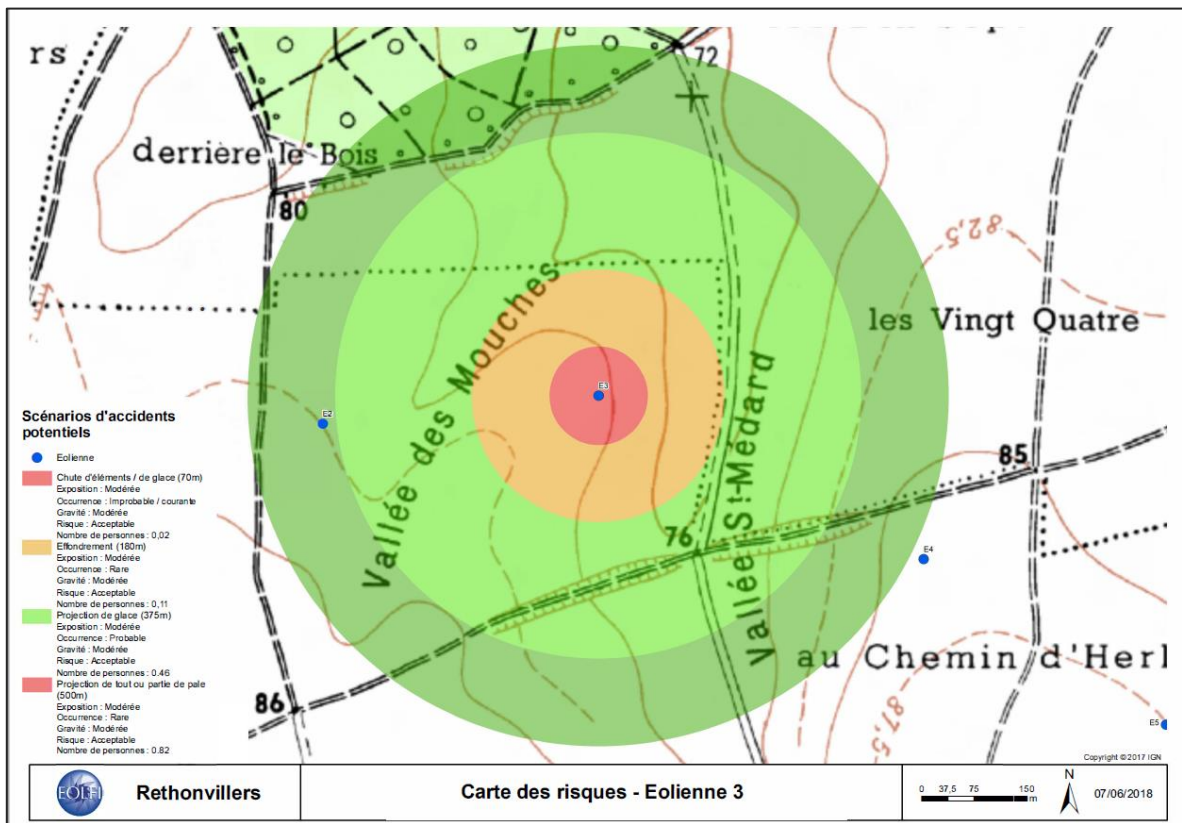 rs
72
derrière le Bois
80
82,5
les Vingt Quatre
Vallée des Mouches
E3
Vallée St-Médard
E2
85
76
E4
au Chemin d'Herl
86
87,5
E5
Scénarios d'accidents
potentiels
Eolienne
Chute d'éléments / de glace (70m)
Exposition : Modérée
Occurrence : Improbable / courante
Gravité : Modérée
Risque : Acceptable
Nombre de personnes : 0,02
Effondrement (180m)
Exposition : Modérée
Occurrence : Rare
Gravité : Modérée
Risque : Acceptable
Nombre de personnes : 0,11
Projection de glace (375m)
Exposition : Modérée
Occurrence : Probable
Gravité : Modérée
Risque : Acceptable
Nombre de personnes : 0.46
Projection de tout ou partie de pale
(500m)
Exposition : Modérée
Occurrence : Rare
Gravité : Modérée
Risque : Acceptable
Nombre de personnes : 0.82
Copyright © 2017 IGN
EOLFI
Rethonvillers
Carte des risques - Eolienne 3
0 37,5 75 150
m
N
07/06/2018